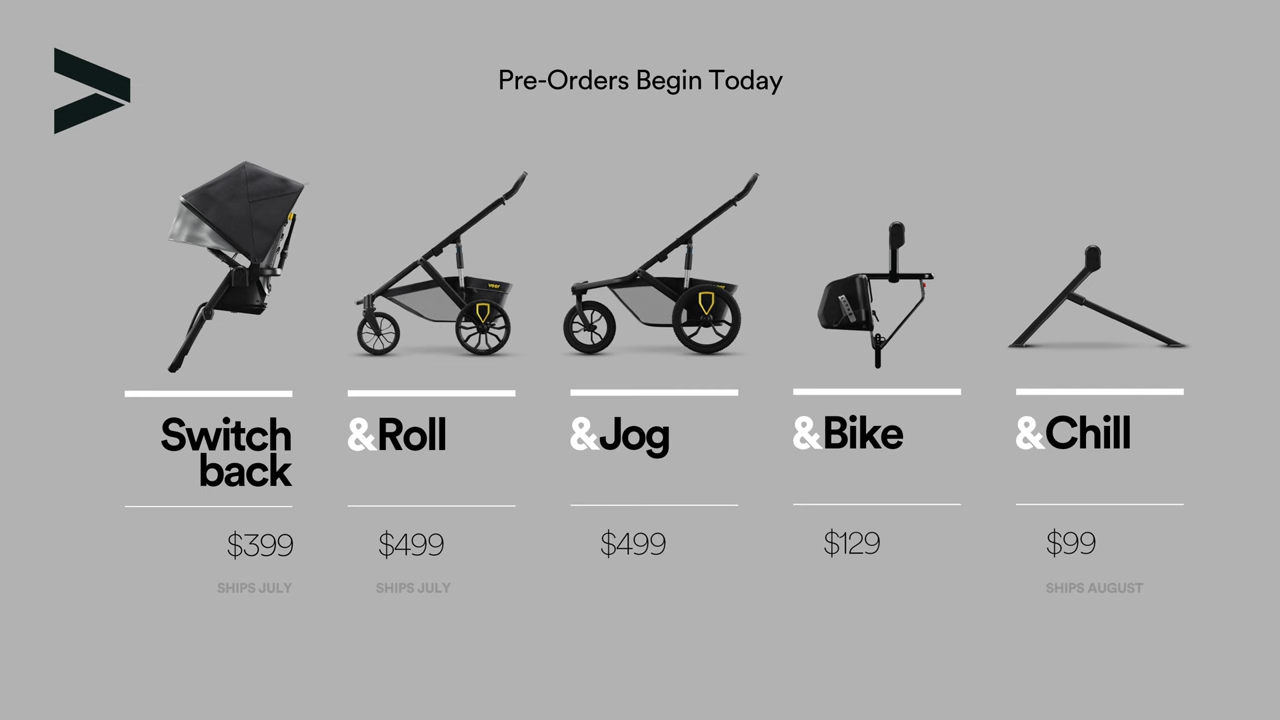 Pre-Orders Begin Today
veer
Switch
back
&Roll
&Jog
&Bike
&Chill
$399
$499
$499
$129
$99
SHIPS JULY
SHIPS JULY
SHIPS AUGUST